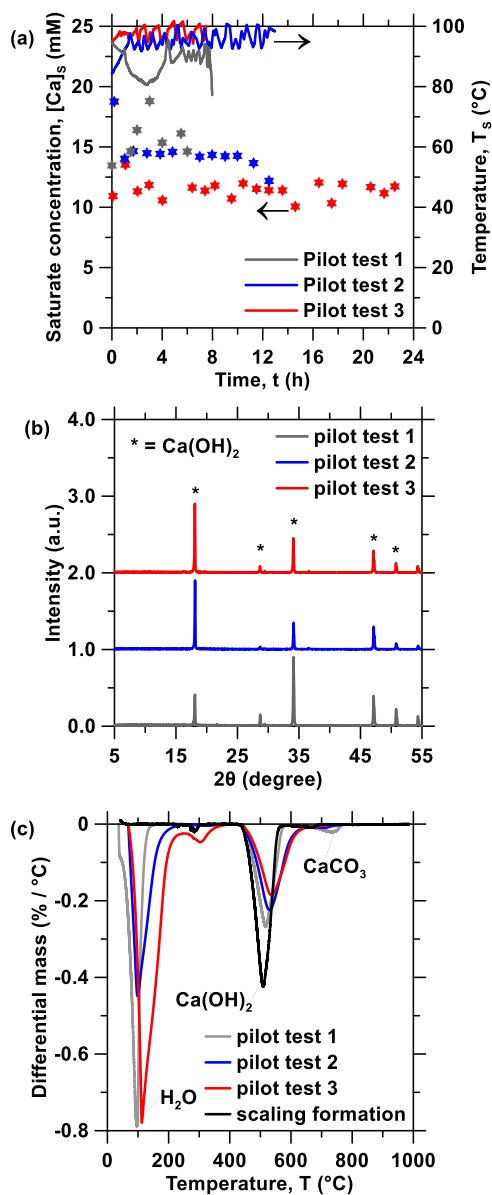 (a)
Saturate concentration, [Ca]S (mM)
30
25
20
15
10
5
0
100
80
60
40
20
0
Temperature, TS (°C)
Pilot test 1
Pilot test 2
Pilot test 3
0 4 8 12 16 20 24
Time, t (h)
(b)
Intensity (a.u.)
4.0
3.0
2.0
1.0
0.0
* = Ca(OH)2
pilot test 1
pilot test 2
pilot test 3
* * * * *
5 15 25 35 45 55
2θ (degree)
(c)
Differential mass (% / °C)
0
-0.2
-0.4
-0.6
-0.8
CaCO3
Ca(OH)2
H2O
pilot test 1
pilot test 2
pilot test 3
scaling formation
0 200 400 600 800 1000
Temperature, T (°C)